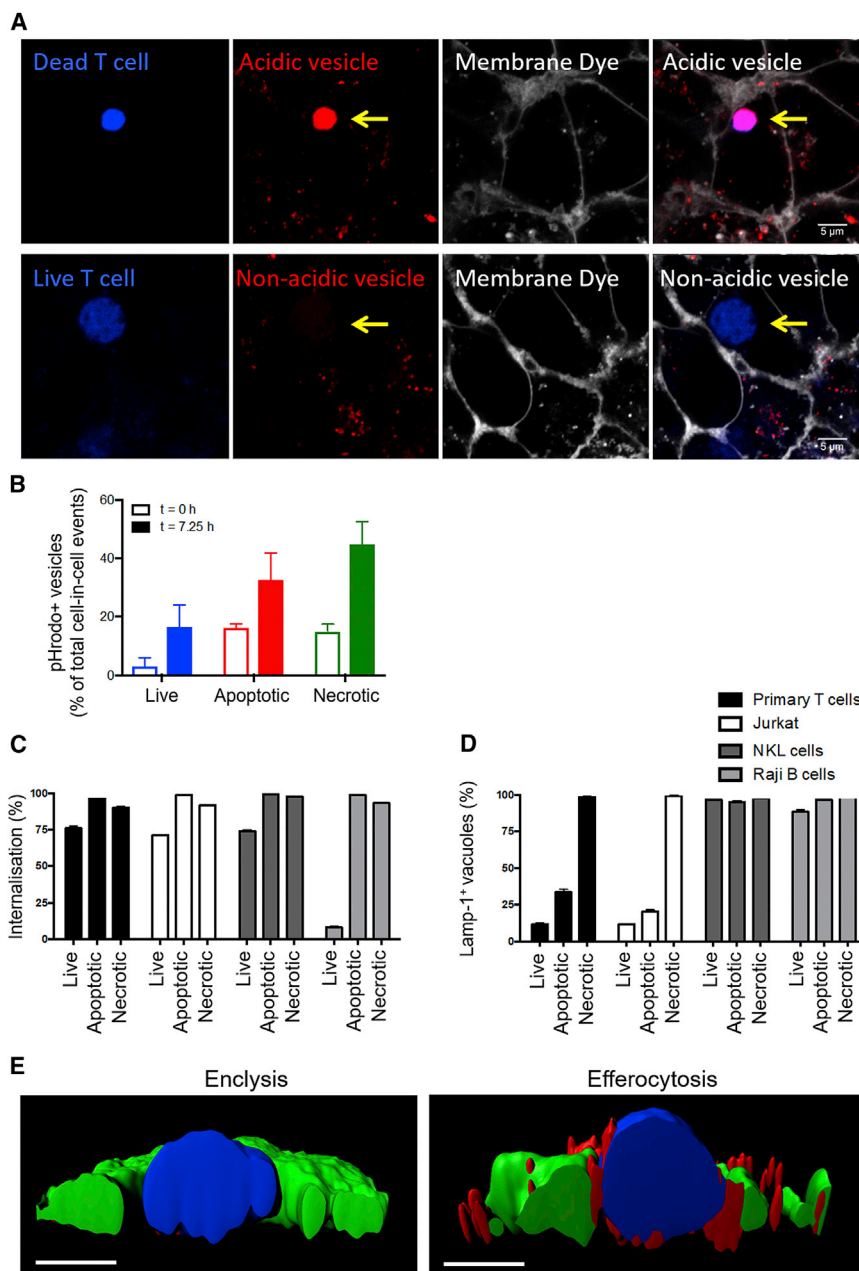 A
Dead T cell
Acidic vesicle
Membrane Dye
Acidic vesicle
5 µm
Live T cell
Non-acidic vesicle
Membrane Dye
Non-acidic vesicle
5 µm
B
pHrodo+ vesicles
(% of total cell-in-cell events)
60
40
20
0
t = 0 h
t = 7.25 h
Live
Apoptotic
Necrotic
Primary T cells
Jurkat
NKL cells
Raji B cells
C
Internalisation (%)
100
75
50
25
0
Live
Apoptotic
Necrotic
Live
Apoptotic
Necrotic
Live
Apoptotic
Necrotic
Live
Apoptotic
Necrotic
D
Lamp-1⁺ vacuoles (%)
100
75
50
25
0
Live
Apoptotic
Necrotic
Live
Apoptotic
Necrotic
Live
Apoptotic
Necrotic
Live
Apoptotic
Necrotic
E
Enclysis
Efferocytosis